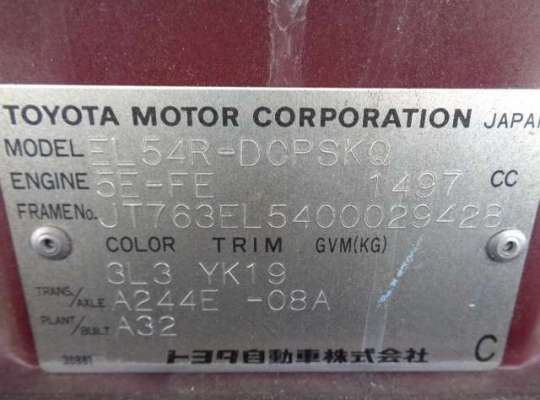 TOYOTA MOTOR CORPORATION JAPAN
MODEL EL54R-DCPSKQ
ENGINE 5E-FE 1497 CC
FRAME No. JT763EL5400029428
COLOR TRIM GVM(KG)
3L3 YK19
TRANS./AXLE A244E -08A
PLANT/BUILT A32
30881 トヨタ自動車株式会社 C